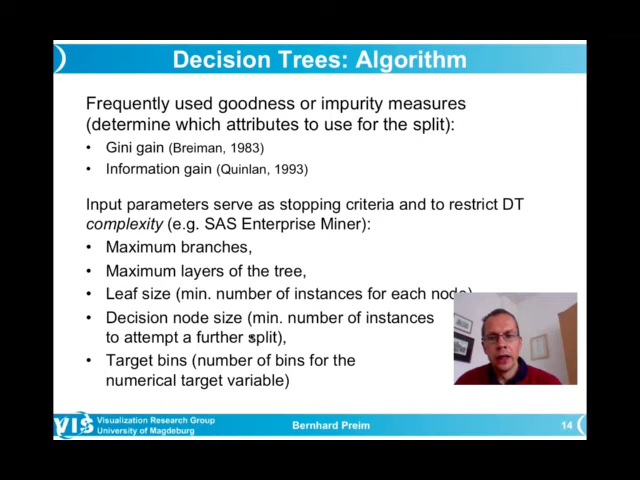 Decision Trees: Algorithm
Frequently used goodness or impurity measures
(determine which attributes to use for the split):
• Gini gain (Breiman, 1983)
• Information gain (Quinlan, 1993)
Input parameters serve as stopping criteria and to restrict DT
complexity (e.g. SAS Enterprise Miner):
• Maximum branches,
• Maximum layers of the tree,
• Leaf size (min. number of instances for each node)
• Decision node size (min. number of instances
to attempt a further split),
• Target bins (number of bins for the
numerical target variable)
VIS
Visualization Research Group
University of Magdeburg
Bernhard Preim
14